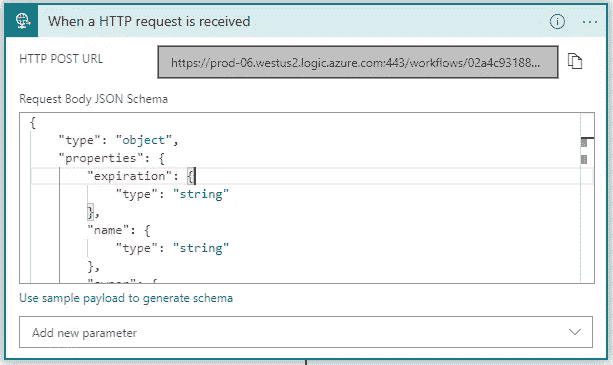 When a HTTP request is received
HTTP POST URL
https://prod-06.westus2.logic.azure.com:443/workflows/02a4c93188...
Request Body JSON Schema
{
"type": "object",
"properties": {
"expiration": {
"type": "string"
},
"name": {
"type": "string"
},
Use sample payload to generate schema
Add new parameter